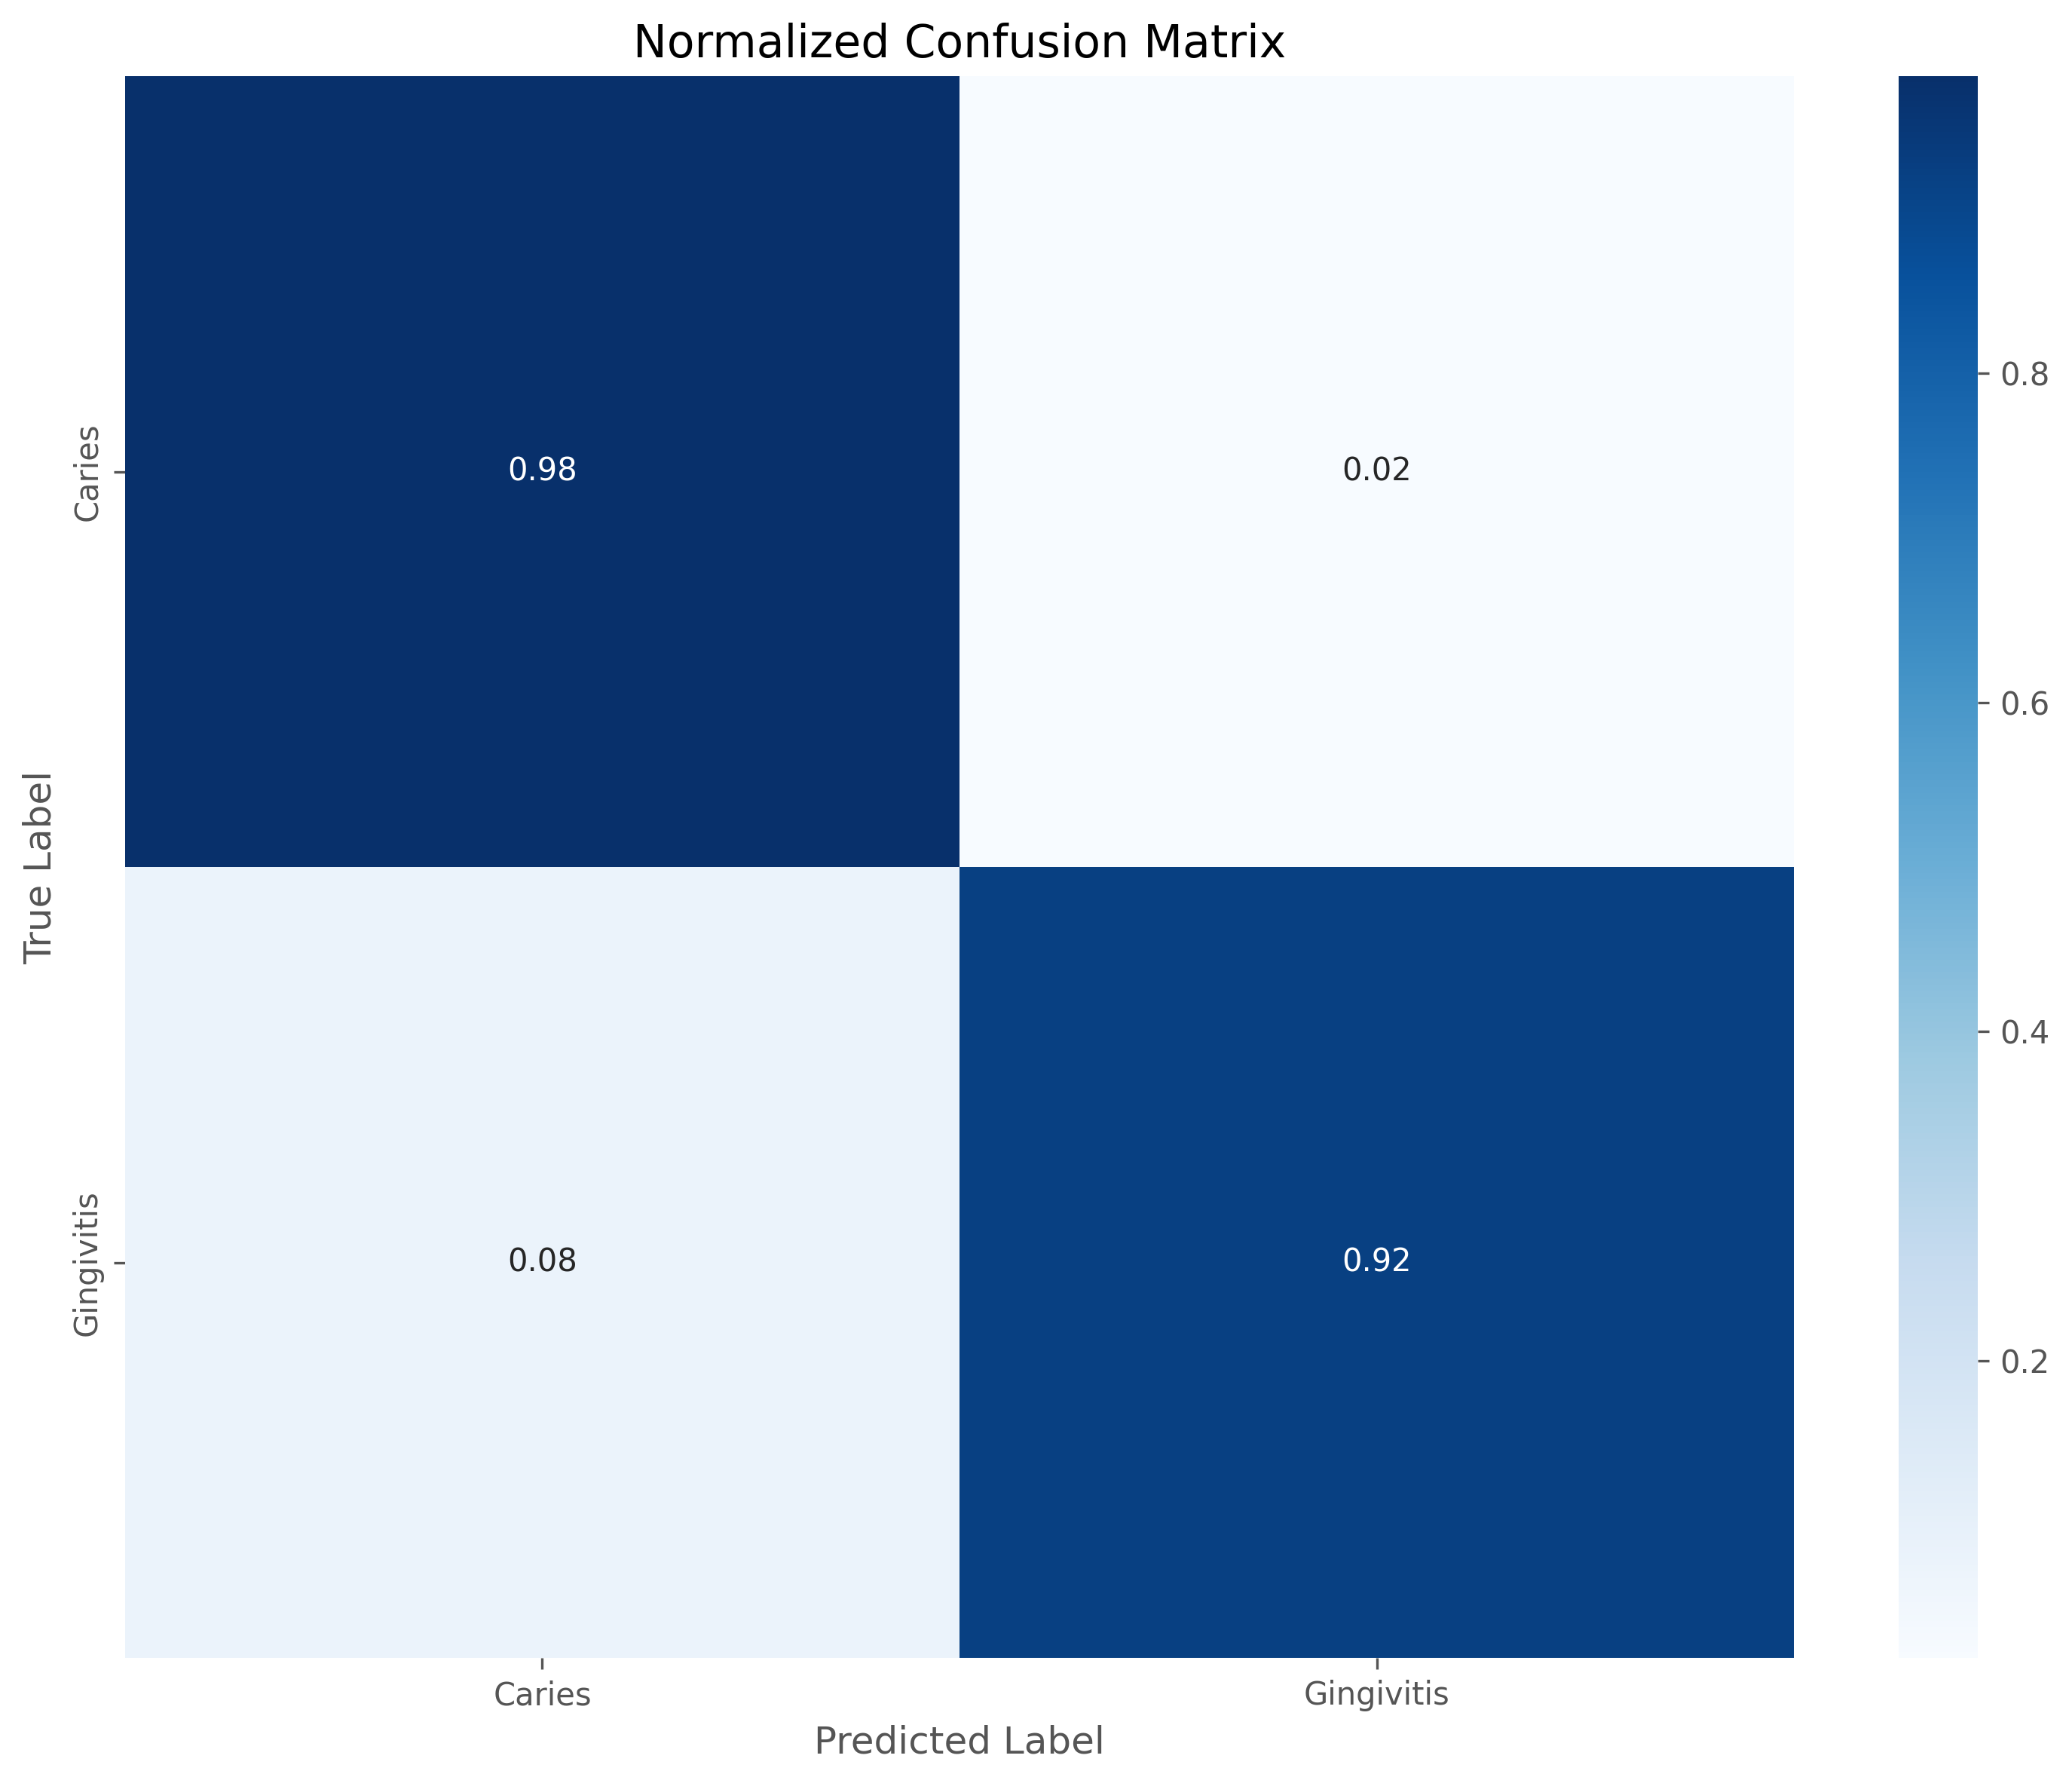 Normalized Confusion Matrix
True Label
Caries
0.98
0.02
Gingivitis
0.08
0.92
Caries
Gingivitis
Predicted Label
0.8
0.6
0.4
0.2